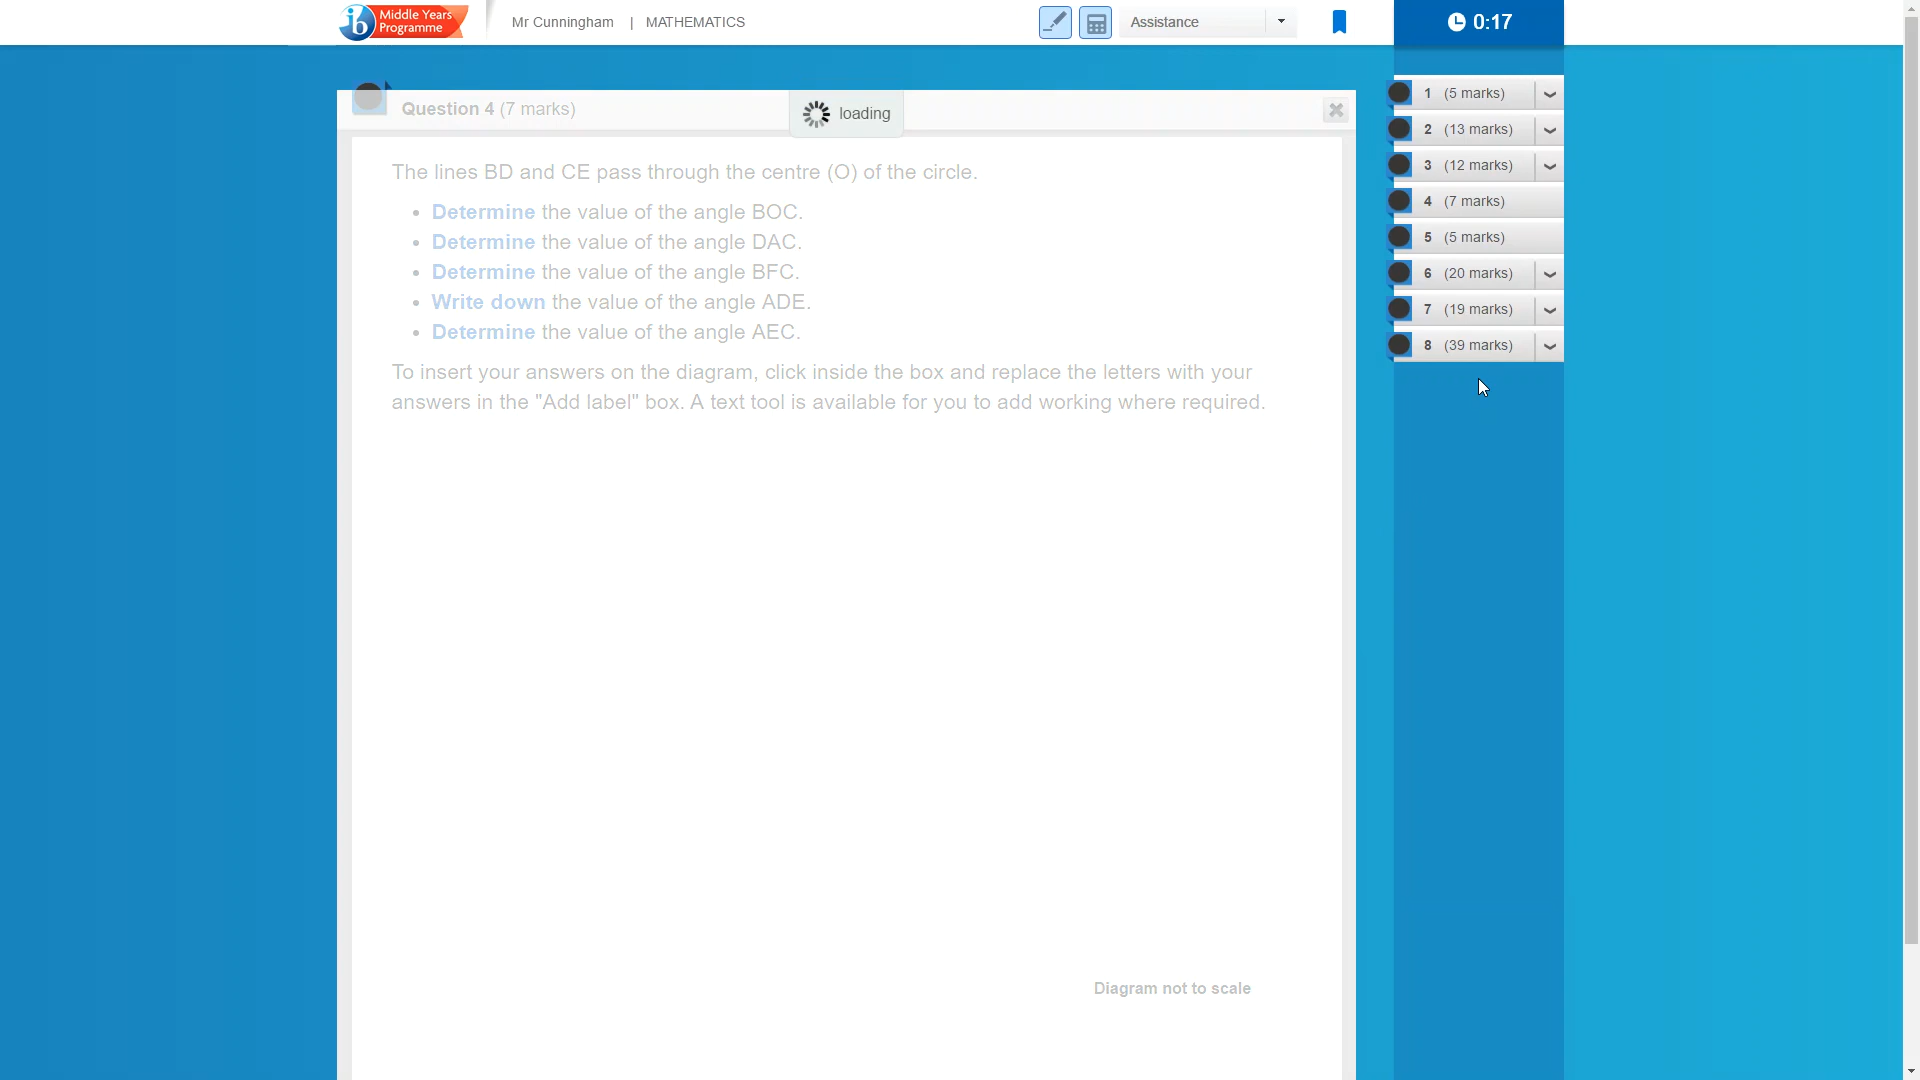 ib Middle Years
Programme
Mr Cunningham | MATHEMATICS
Assistance
0:17
Question 4 (7 marks)
loading
The lines BD and CE pass through the centre (O) of the circle.
• Determine the value of the angle BOC.
• Determine the value of the angle DAC.
• Determine the value of the angle BFC.
• Write down the value of the angle ADE.
• Determine the value of the angle AEC.
To insert your answers on the diagram, click inside the box and replace the letters with your
answers in the "Add label" box. A text tool is available for you to add working where required.
Diagram not to scale
1 (5 marks)
2 (13 marks)
3 (12 marks)
4 (7 marks)
5 (5 marks)
6 (20 marks)
7 (19 marks)
8 (39 marks)